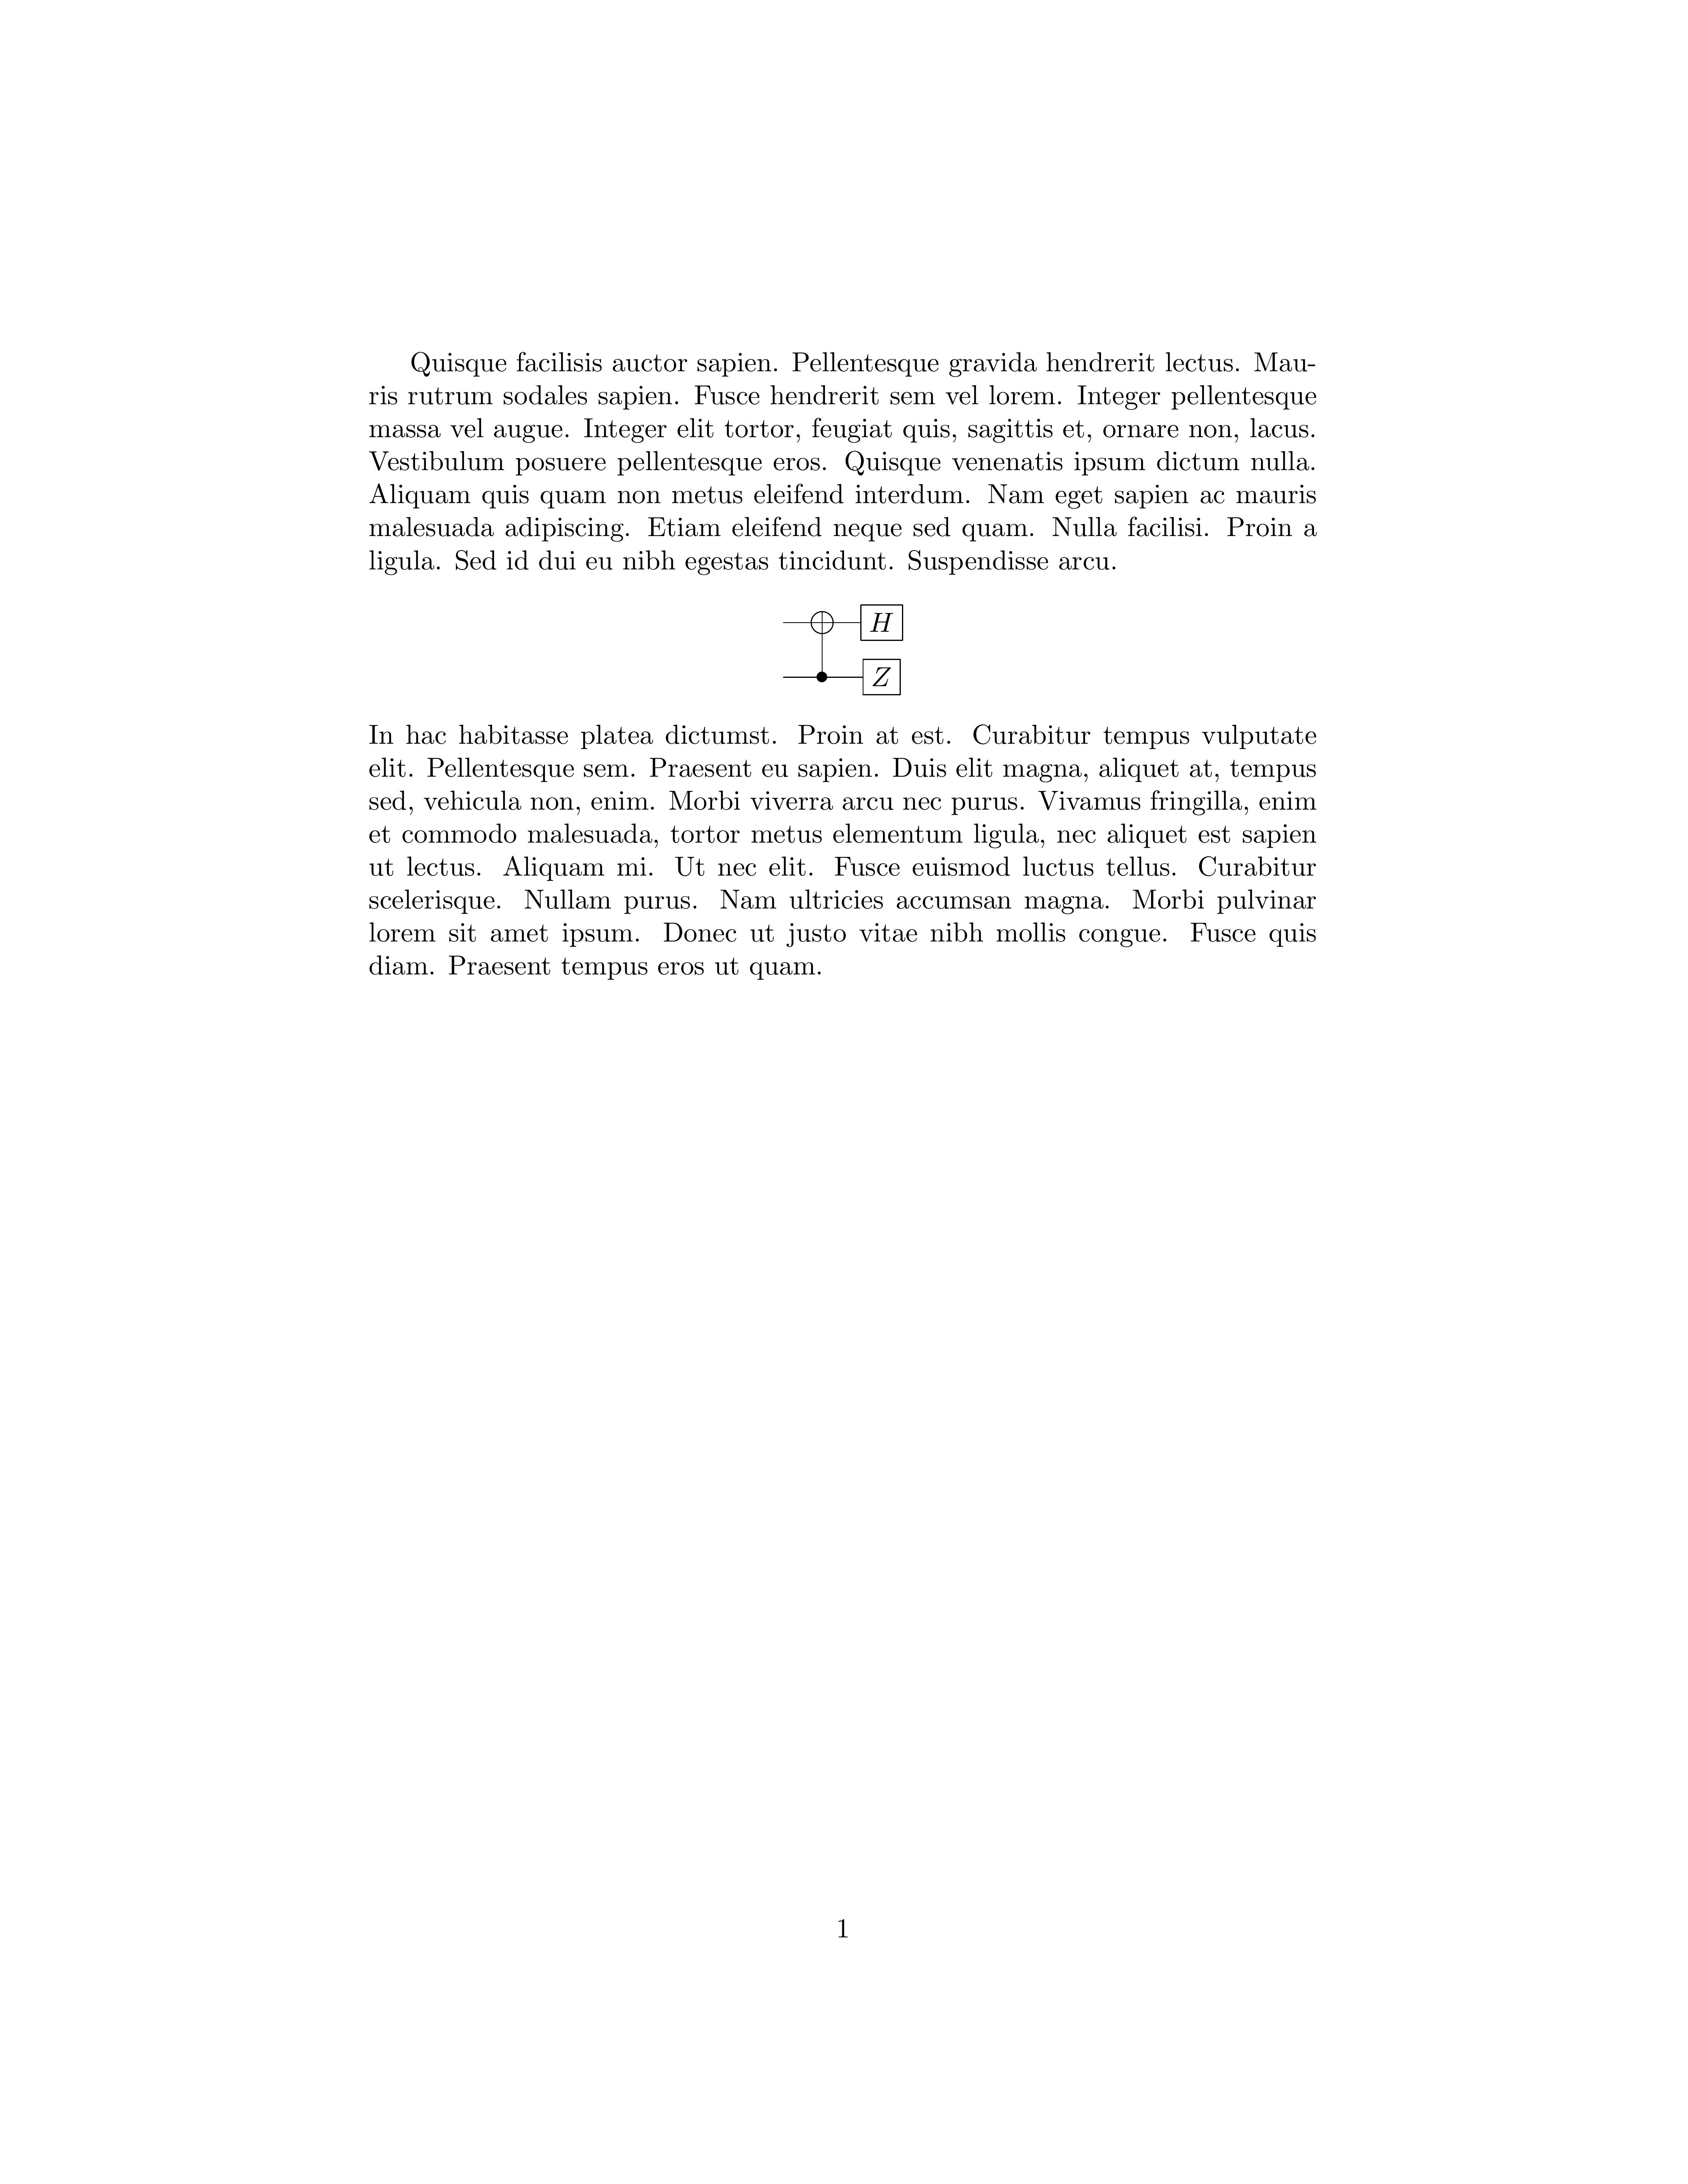 Quisque facilisis auctor sapien. Pellentesque gravida hendrerit lectus. Mau-
ris rutrum sodales sapien. Fusce hendrerit sem vel lorem. Integer pellentesque
massa vel augue. Integer elit tortor, feugiat quis, sagittis et, ornare non, lacus.
Vestibulum posuere pellentesque eros. Quisque venenatis ipsum dictum nulla.
Aliquam quis quam non metus eleifend interdum. Nam eget sapien ac mauris
malesuada adipiscing. Etiam eleifend neque sed quam. Nulla facilisi. Proin a
ligula. Sed id dui eu nibh egestas tincidunt. Suspendisse arcu.
H
Z
In hac habitasse platea dictumst. Proin at est. Curabitur tempus vulputate
elit. Pellentesque sem. Praesent eu sapien. Duis elit magna, aliquet at, tempus
sed, vehicula non, enim. Morbi viverra arcu nec purus. Vivamus fringilla, enim
et commodo malesuada, tortor metus elementum ligula, nec aliquet est sapien
ut lectus. Aliquam mi. Ut nec elit. Fusce euismod luctus tellus. Curabitur
scelerisque. Nullam purus. Nam ultricies accumsan magna. Morbi pulvinar
lorem sit amet ipsum. Donec ut justo vitae nibh mollis congue. Fusce quis
diam. Praesent tempus eros ut quam.
1